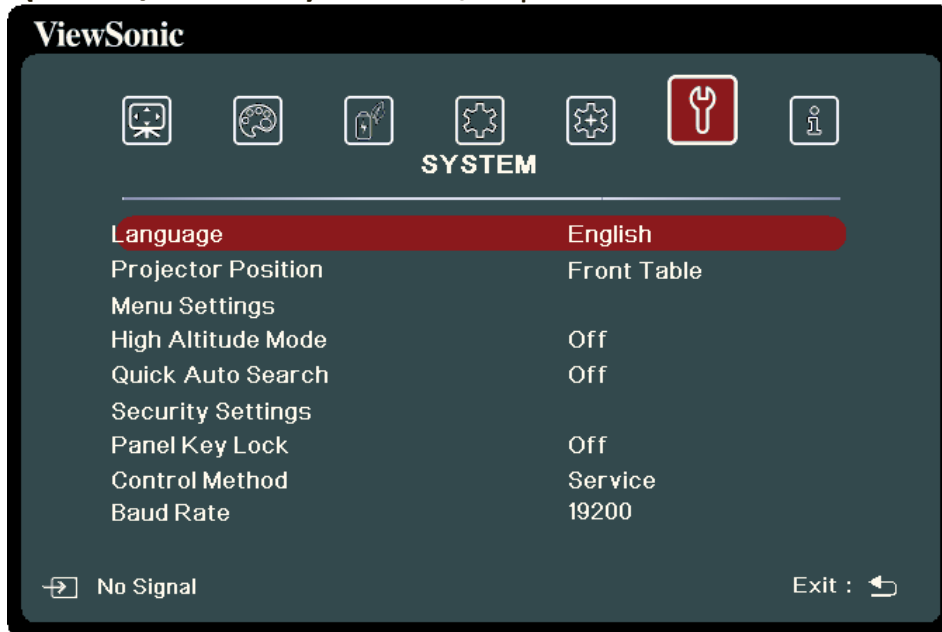 ViewSonic
SYSTEM
Language English
Projector Position Front Table
Menu Settings
High Altitude Mode Off
Quick Auto Search Off
Security Settings
Panel Key Lock Off
Control Method Service
Baud Rate 19200
No Signal Exit :